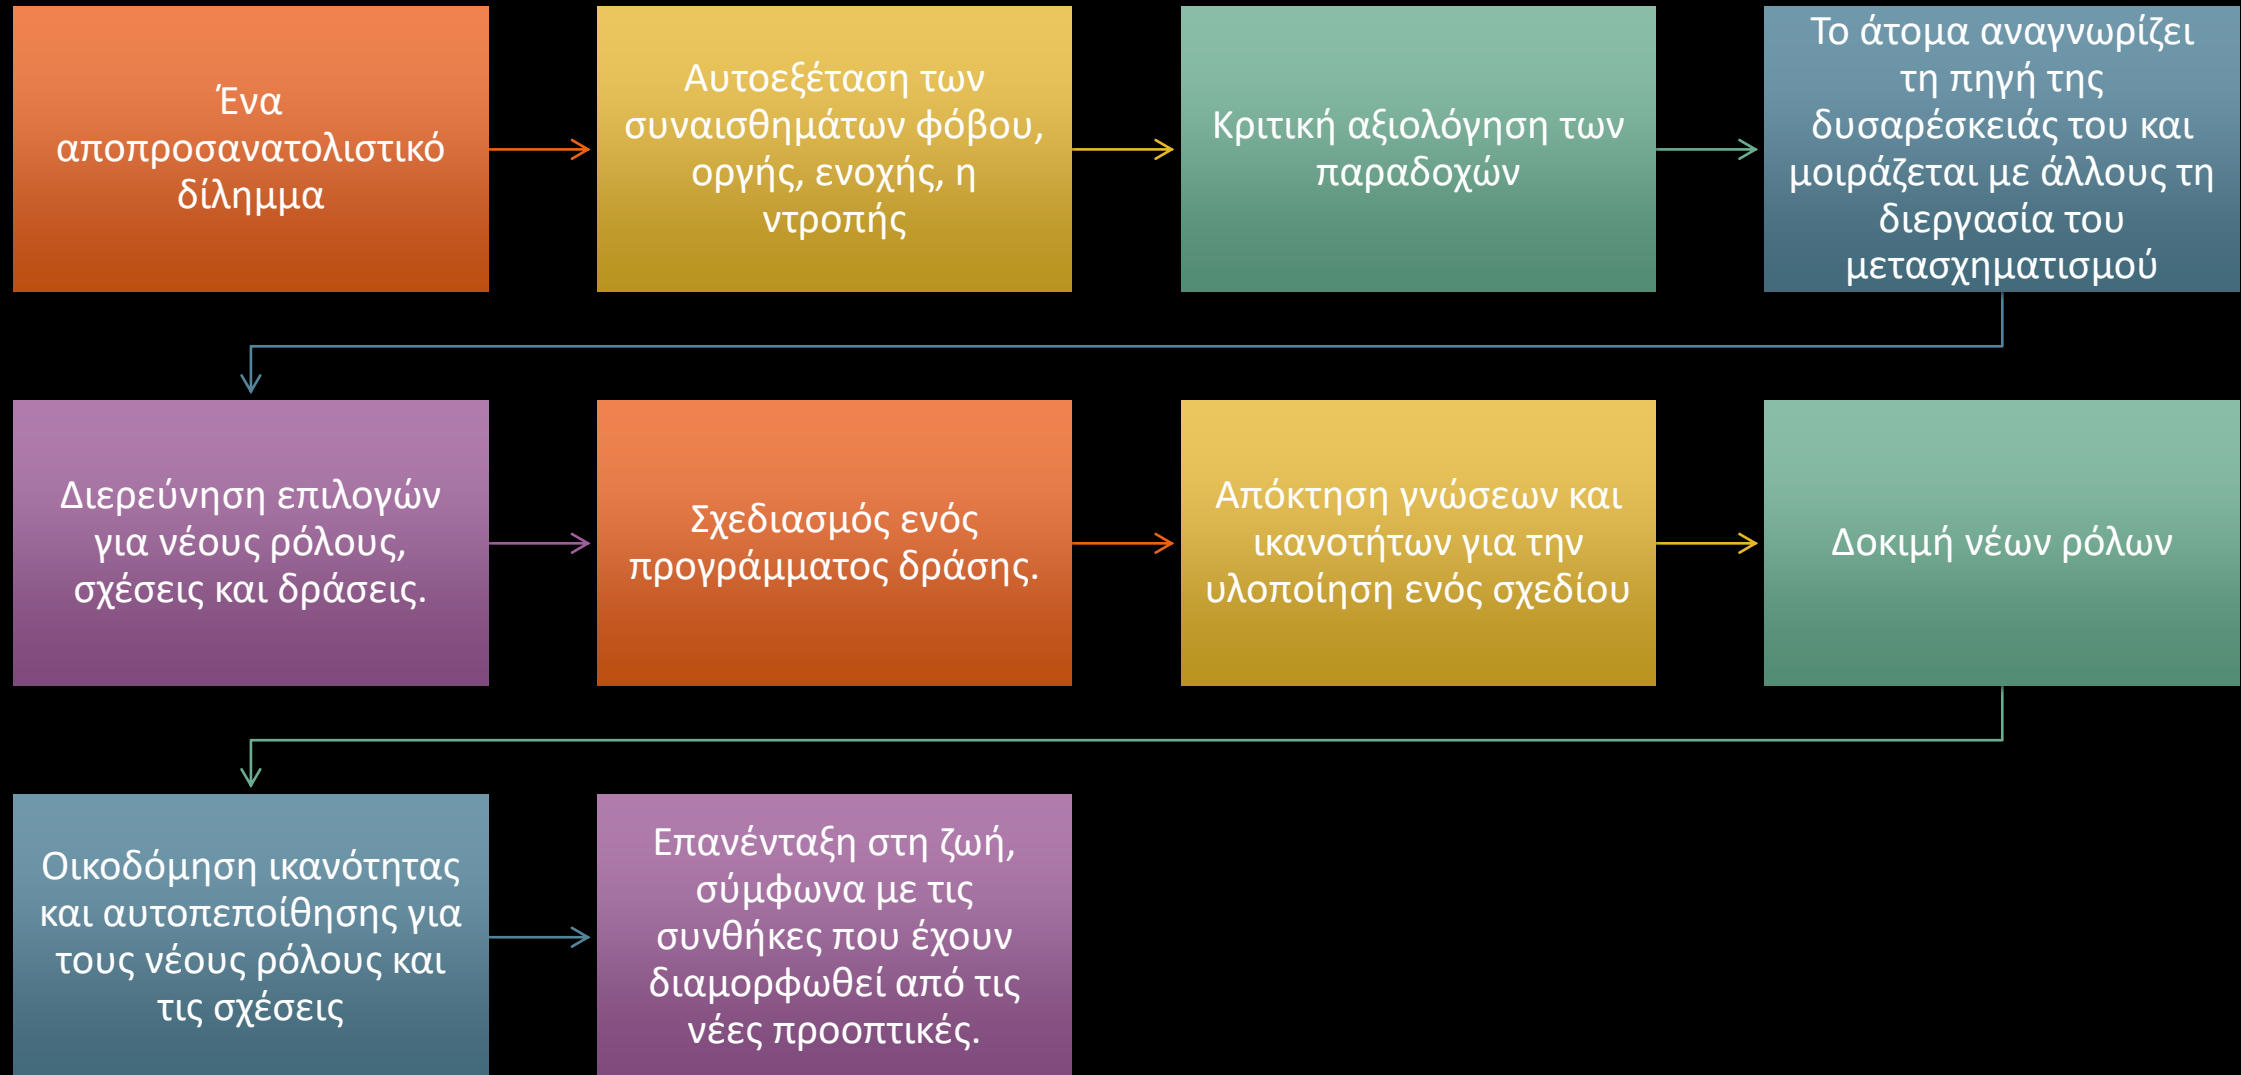 Ένα
αποπροσανατολιστικό
δίλημμα
Αυτοεξέταση των
συναισθημάτων φόβου,
οργής, ενοχής, η
ντροπής
Κριτική αξιολόγηση των
παραδοχών
Το άτομα αναγνωρίζει
τη πηγή της
δυσαρέσκειάς του και
μοιράζεται με άλλους τη
διεργασία του
μετασχηματισμού
Διερεύνηση επιλογών
για νέους ρόλους,
σχέσεις και δράσεις.
Σχεδιασμός ενός
προγράμματος δράσης.
Απόκτηση γνώσεων και
ικανοτήτων για την
υλοποίηση ενός σχεδίου
Δοκιμή νέων ρόλων
Οικοδόμηση ικανότητας
και αυτοπεποίθησης για
τους νέους ρόλους και
τις σχέσεις
Επανένταξη στη ζωή,
σύμφωνα με τις
συνθήκες που έχουν
διαμορφωθεί από τις
νέες προοπτικές.